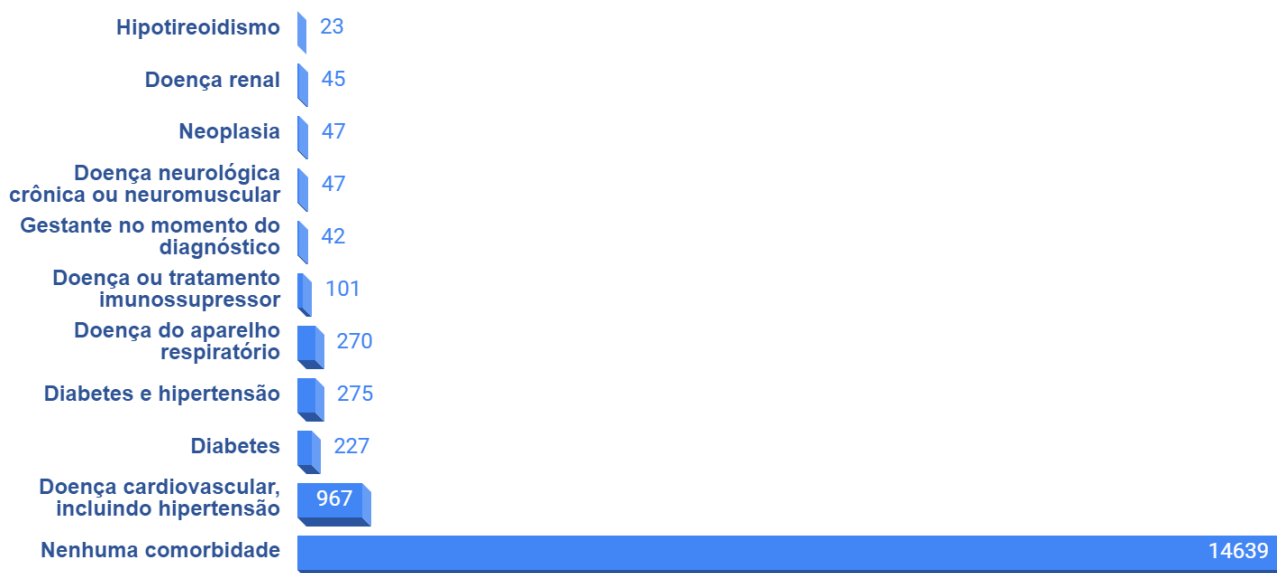 Hipotireoidismo 23
Doença renal 45
Neoplasia 47
Doença neurológica
crônica ou neuromuscular 47
Gestante no momento do
diagnóstico 42
Doença ou tratamento
imunossupressor 101
Doença do aparelho
respiratório 270
Diabetes e hipertensão 275
Diabetes 227
Doença cardiovascular,
incluindo hipertensão 967
Nenhuma comorbidade 14639